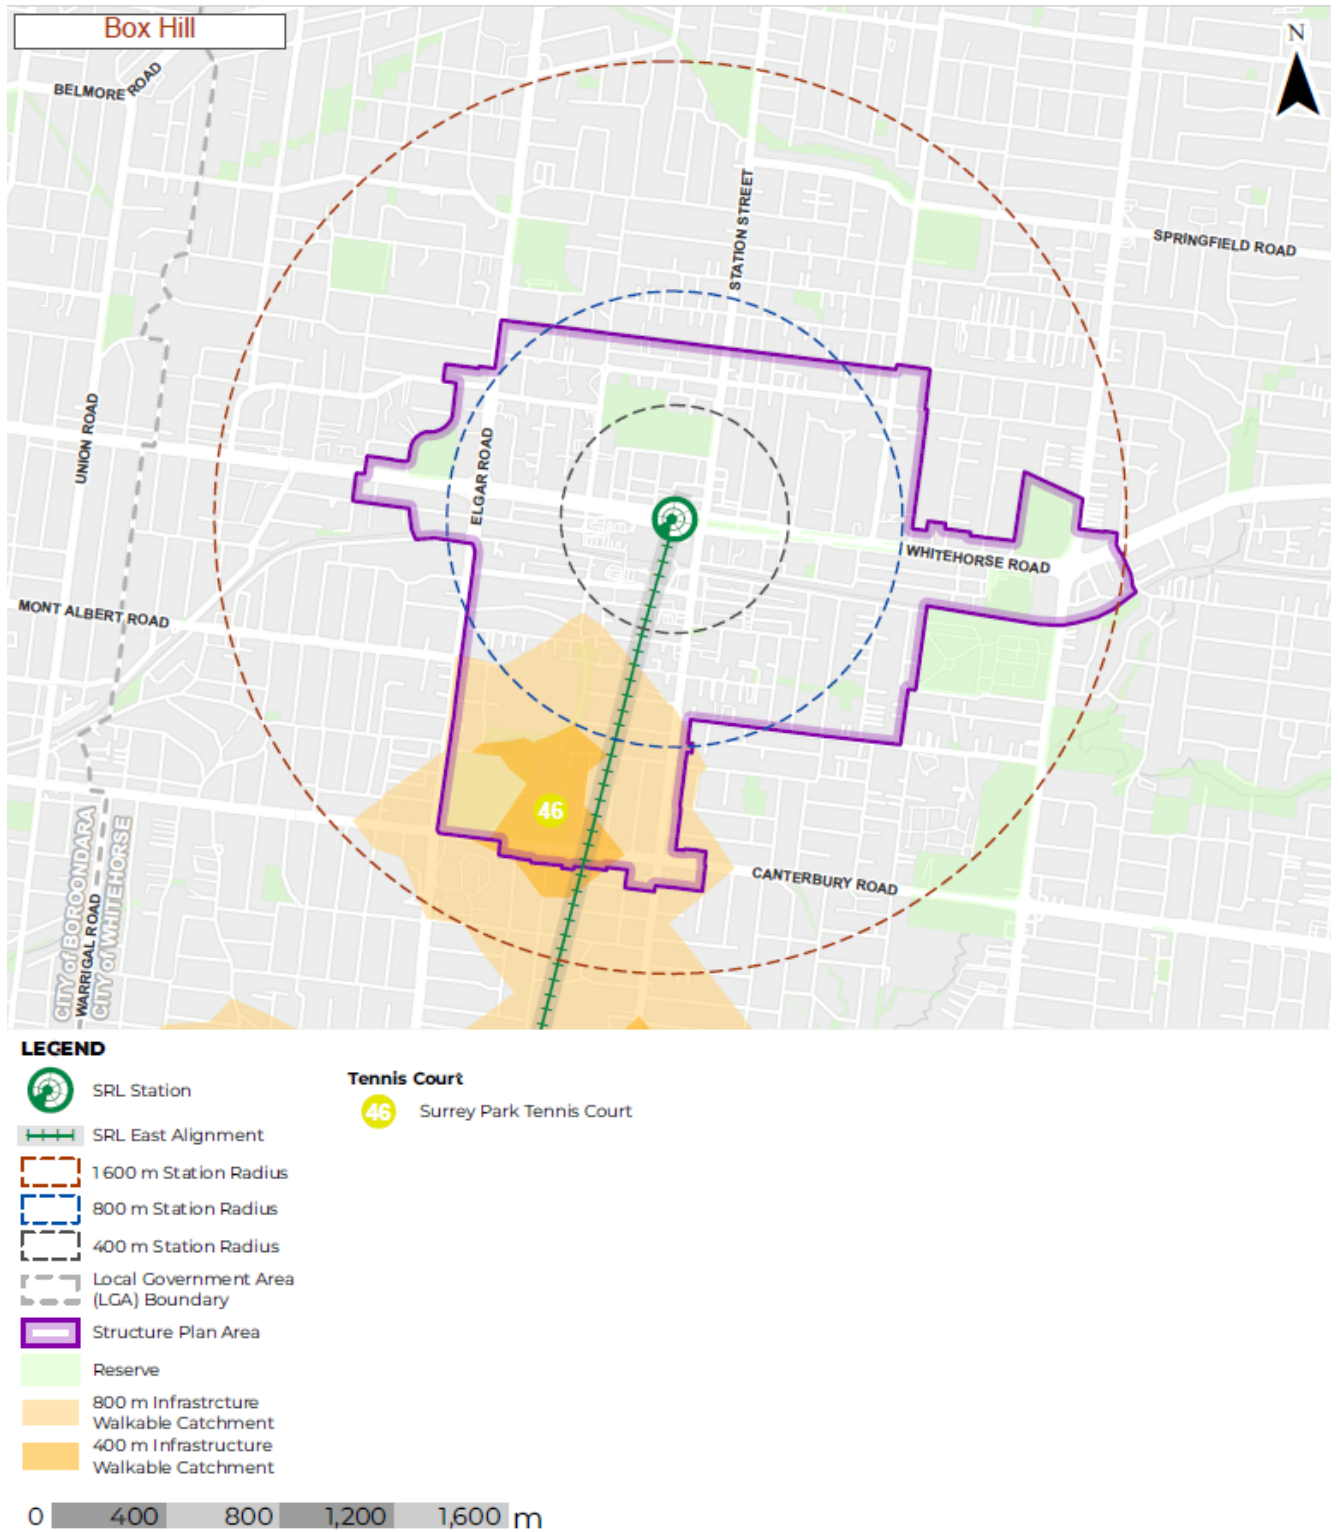 Box Hill
N
BELMORE ROAD
STATION STREET
SPRINGFIELD ROAD
UNION ROAD
ELGAR ROAD
WHITEHORSE ROAD
MONT ALBERT ROAD
46
CANTERBURY ROAD
CITY of BOROONDARA
WARRIGAL ROAD
CITY of WHITEHORSE
LEGEND
SRL Station
SRL East Alignment
1 600 m Station Radius
800 m Station Radius
400 m Station Radius
Local Government Area
(LGA) Boundary
Structure Plan Area
Reserve
800 m Infrastrcture
Walkable Catchment
400 m Infrastructure
Walkable Catchment
Tennis Court
46 Surrey Park Tennis Court
0 400 800 1,200 1,600 m